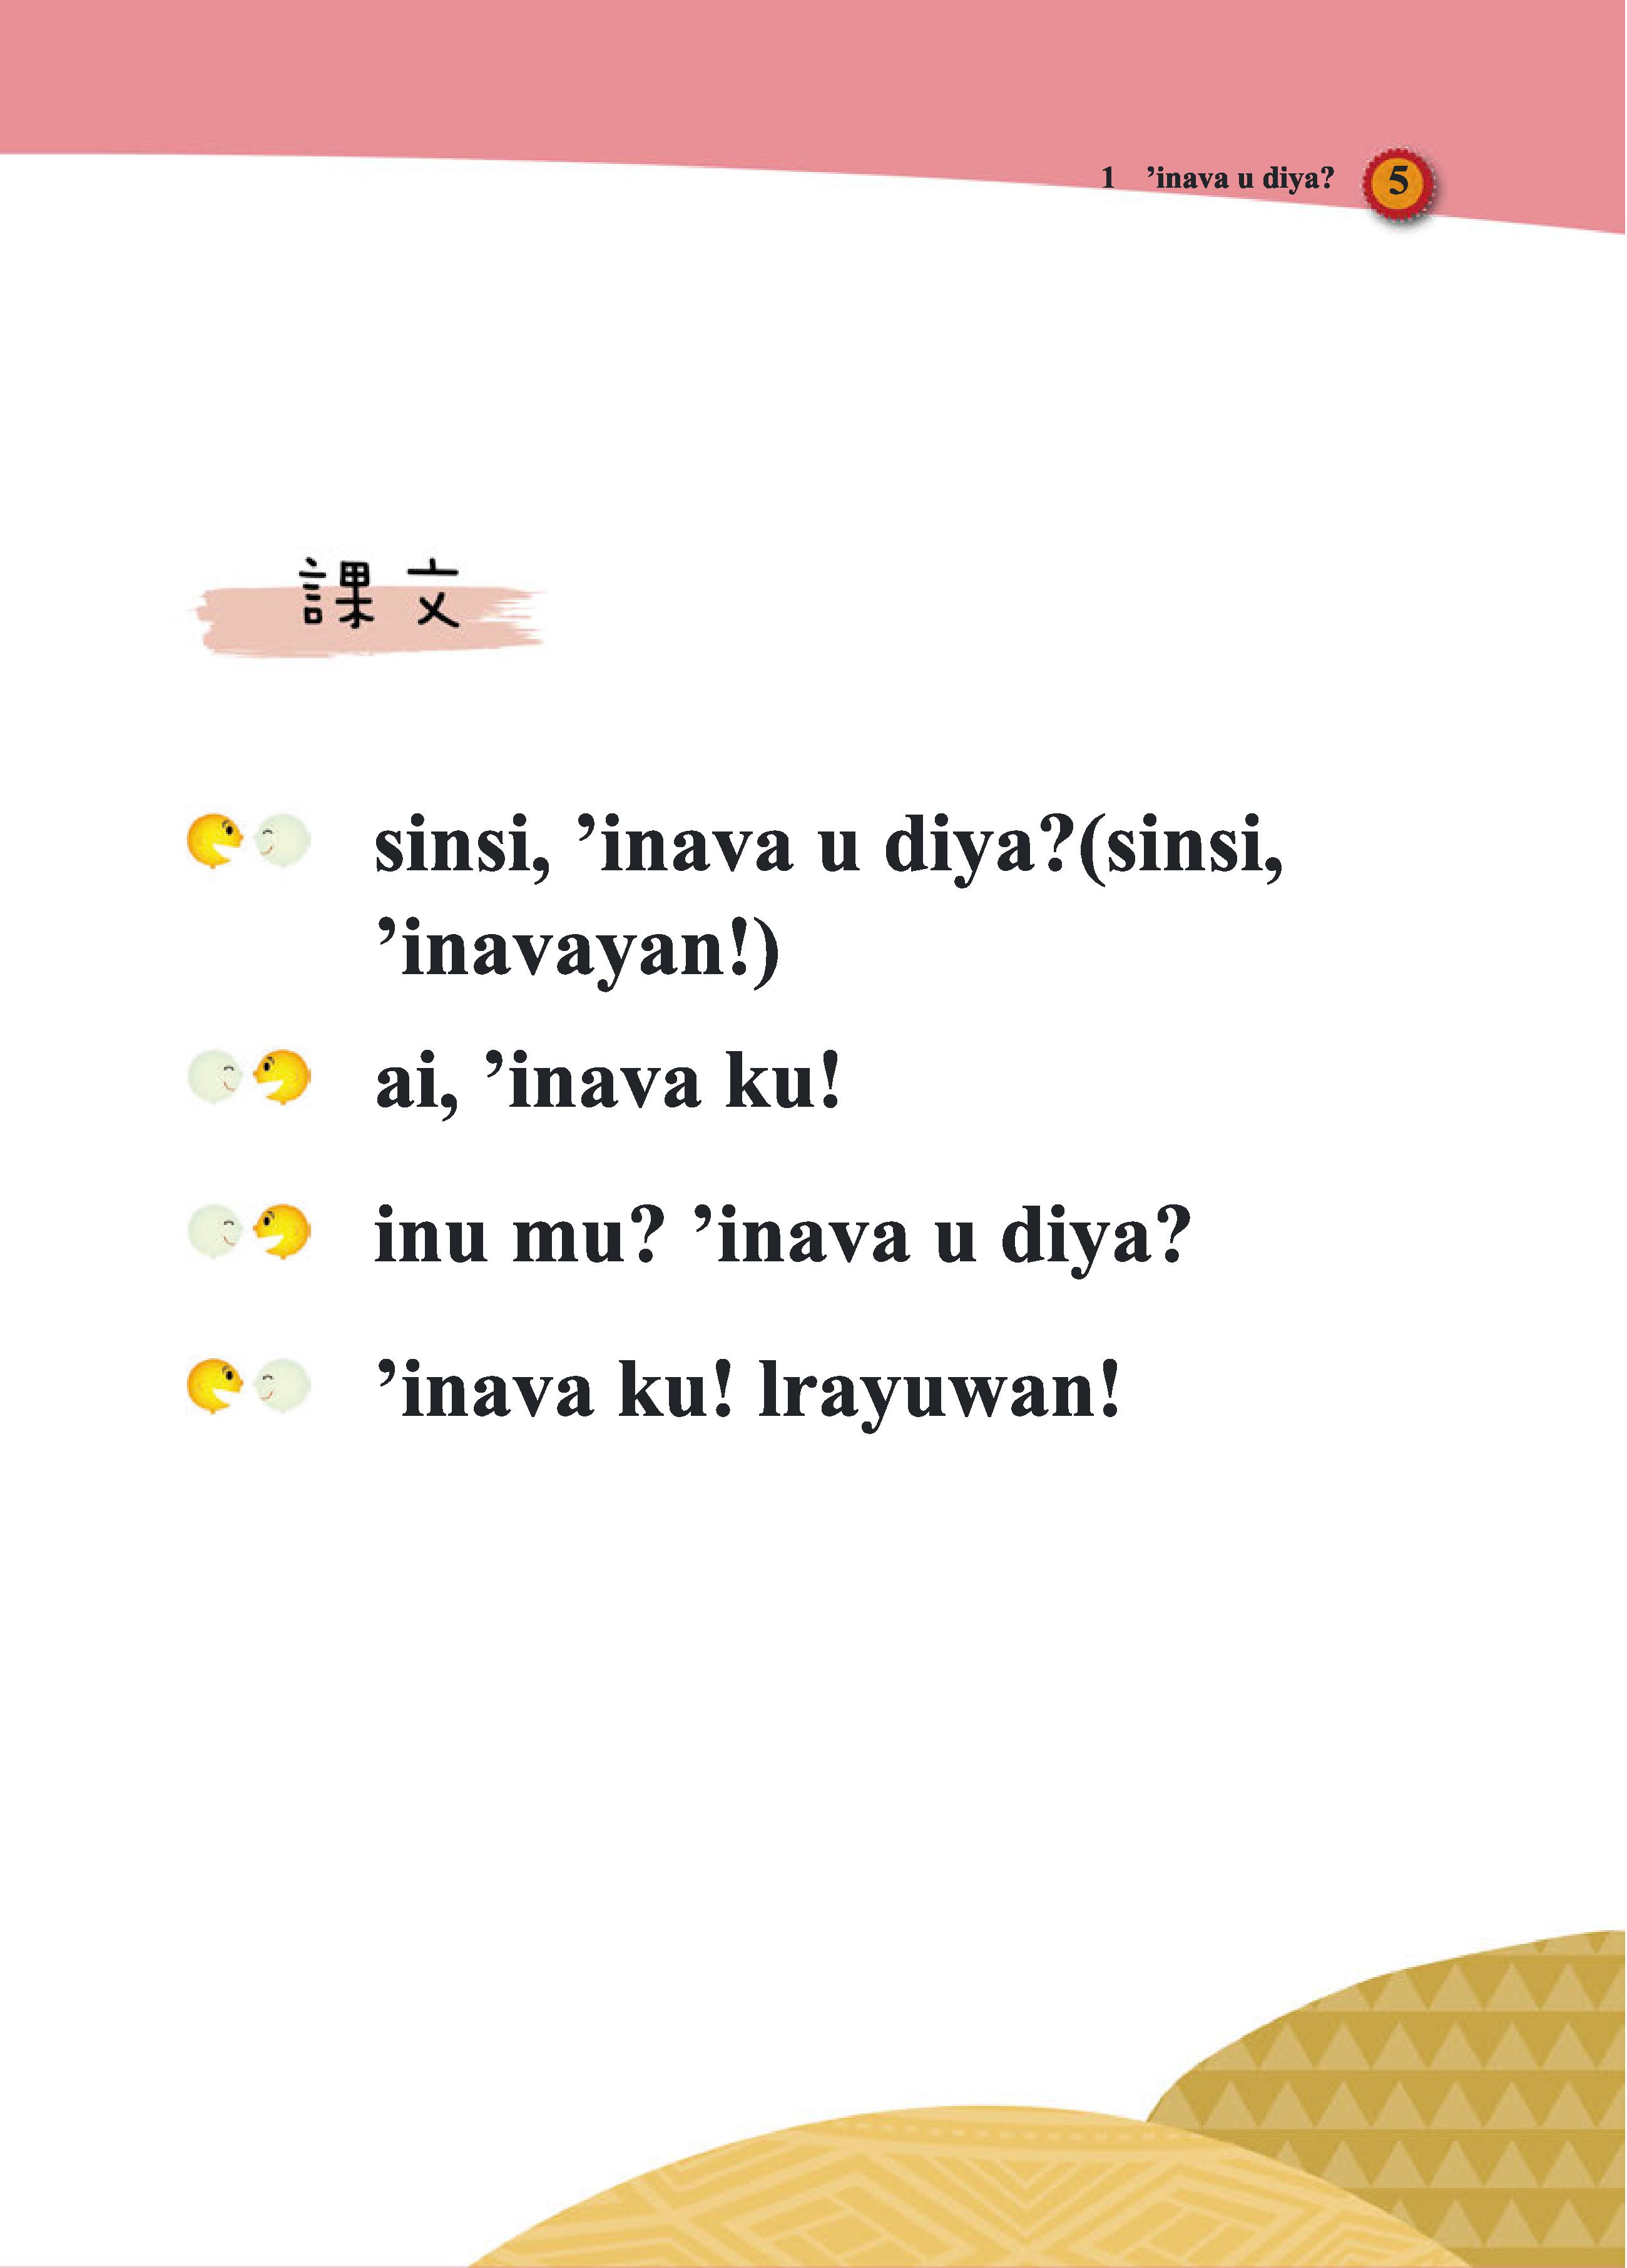 1 ’inava u diya? 5
課文
sinsi, ’inava u diya?(sinsi,
’inavayan!)
ai, ’inava ku!
inu mu? ’inava u diya?
’inava ku! lrayuwan!